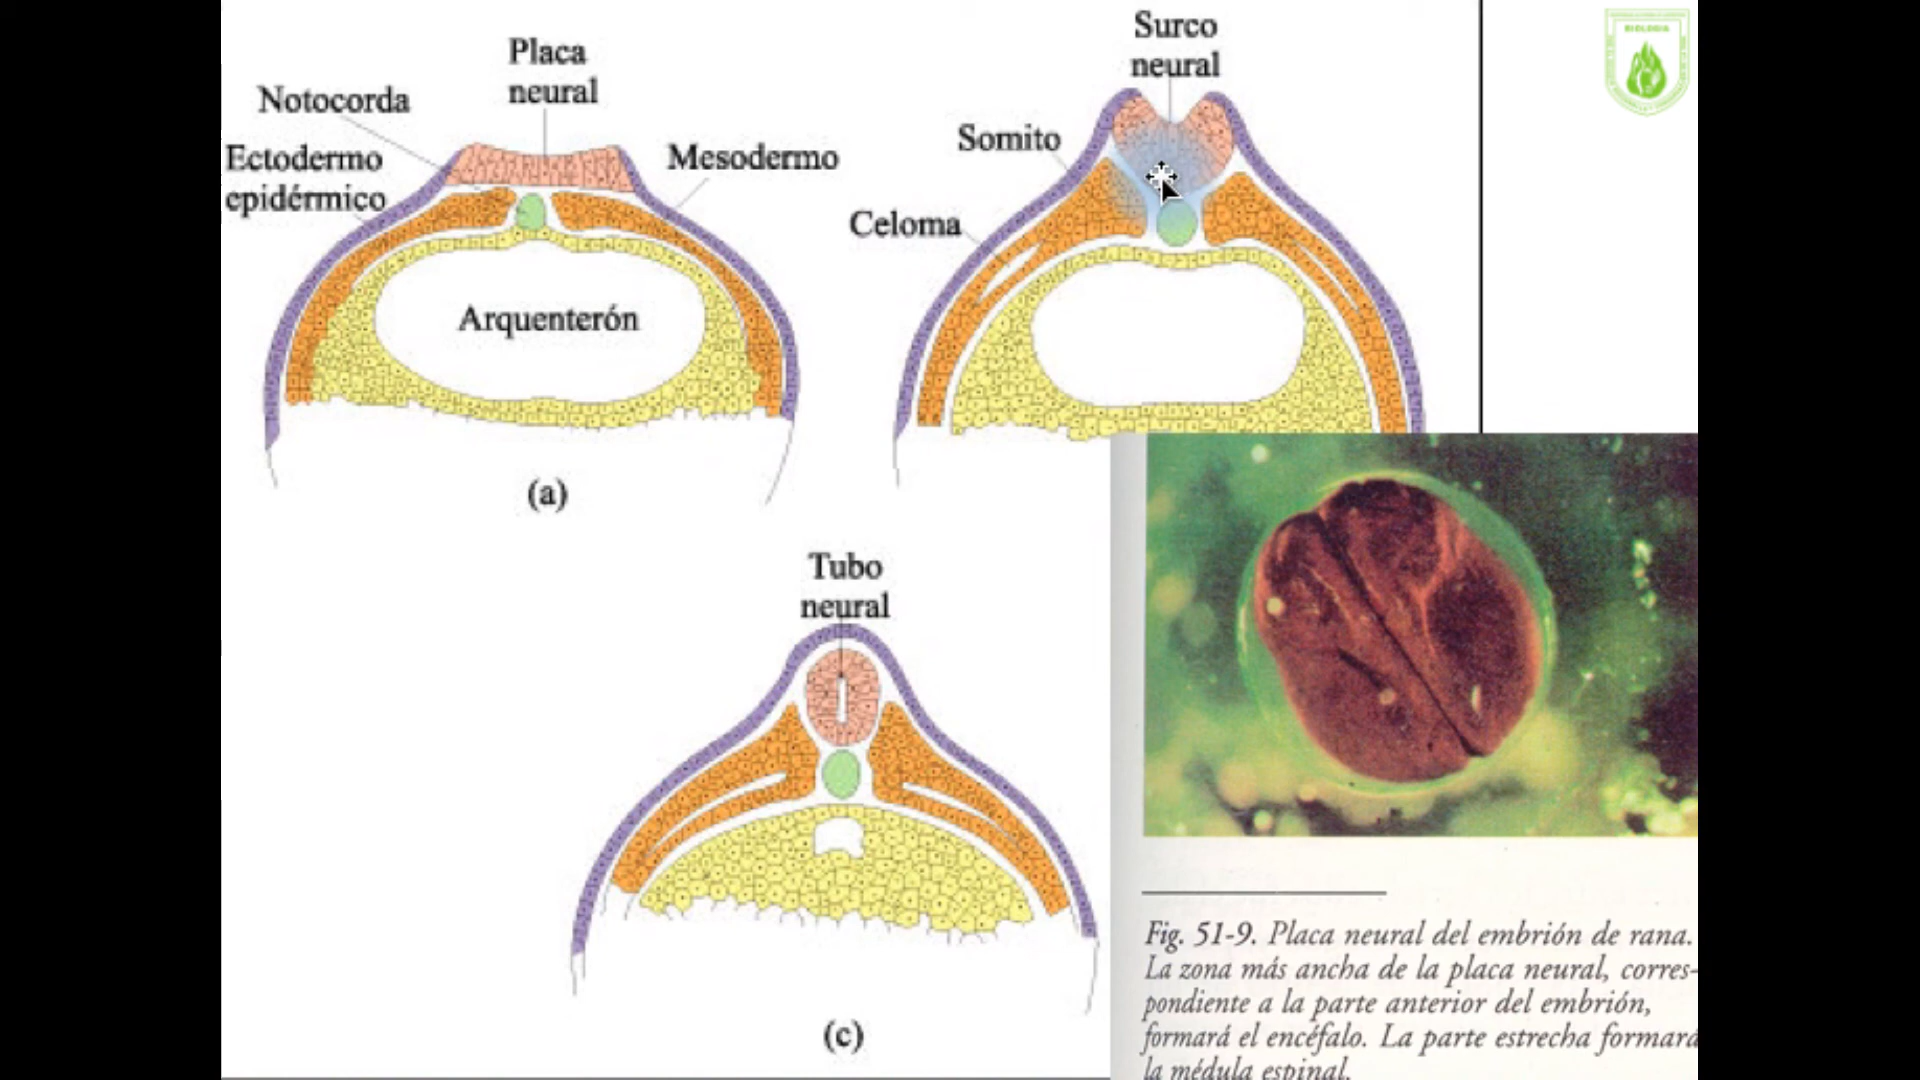 Placa
neural
Notocorda
Ectodermo
epidérmico
Mesodermo
Arquenterón
(a)
Surco
neural
Somito
Celoma
BIOLOGIA
Tubo
neural
(c)
Fig. 51-9. Placa neural del embrión de rana.
La zona más ancha de la placa neural, corres-
pondiente a la parte anterior del embrión,
formará el encéfalo. La parte estrecha formará
la médula espinal.